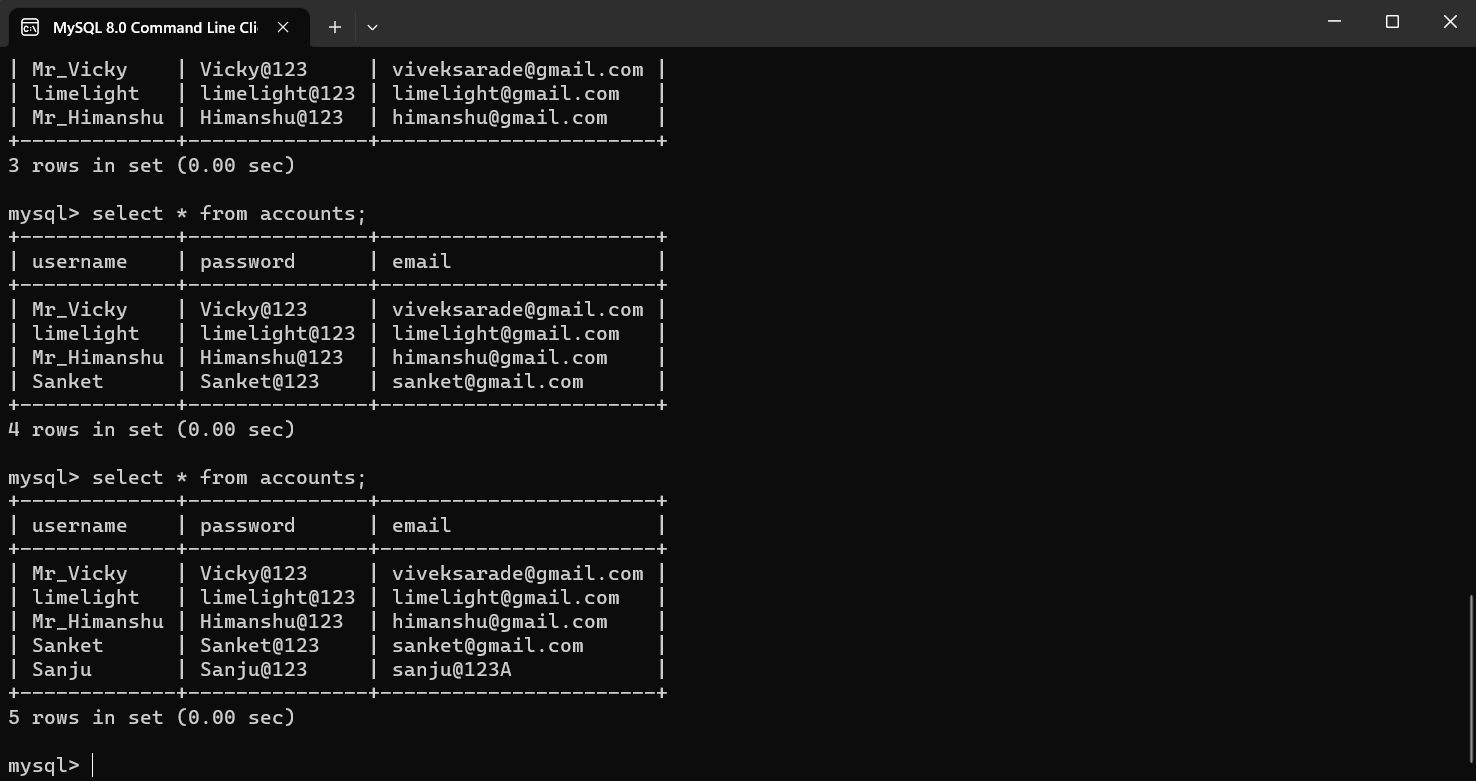 MySQL 8.0 Command Line Cli
| Mr_Vicky    | Vicky@123     | viveksarade@gmail.com |
| limelight   | limelight@123 | limelight@gmail.com   |
| Mr_Himanshu | Himanshu@123  | himanshu@gmail.com    |
+-------------+---------------+-----------------------+
3 rows in set (0.00 sec)
mysql> select * from accounts;
+-------------+---------------+-----------------------+
| username    | password      | email                 |
+-------------+---------------+-----------------------+
| Mr_Vicky    | Vicky@123     | viveksarade@gmail.com |
| limelight   | limelight@123 | limelight@gmail.com   |
| Mr_Himanshu | Himanshu@123  | himanshu@gmail.com    |
| Sanket      | Sanket@123    | sanket@gmail.com      |
+-------------+---------------+-----------------------+
4 rows in set (0.00 sec)
mysql> select * from accounts;
+-------------+---------------+-----------------------+
| username    | password      | email                 |
+-------------+---------------+-----------------------+
| Mr_Vicky    | Vicky@123     | viveksarade@gmail.com |
| limelight   | limelight@123 | limelight@gmail.com   |
| Mr_Himanshu | Himanshu@123  | himanshu@gmail.com    |
| Sanket      | Sanket@123    | sanket@gmail.com      |
| Sanju       | Sanju@123     | sanju@123A            |
+-------------+---------------+-----------------------+
5 rows in set (0.00 sec)
mysql>